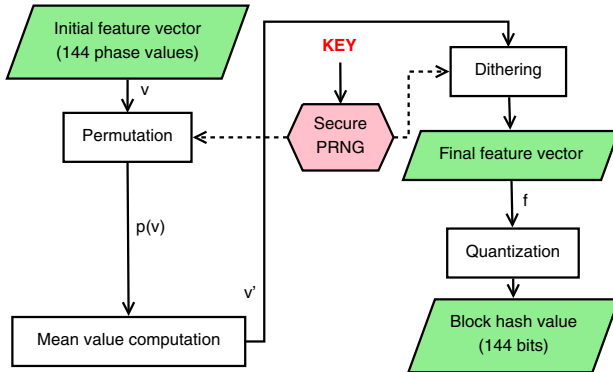 Initial feature vector
(144 phase values)
v
Permutation
p(v)
Mean value computation
v'
KEY
Secure
PRNG
Dithering
Final feature vector
f
Quantization
Block hash value
(144 bits)